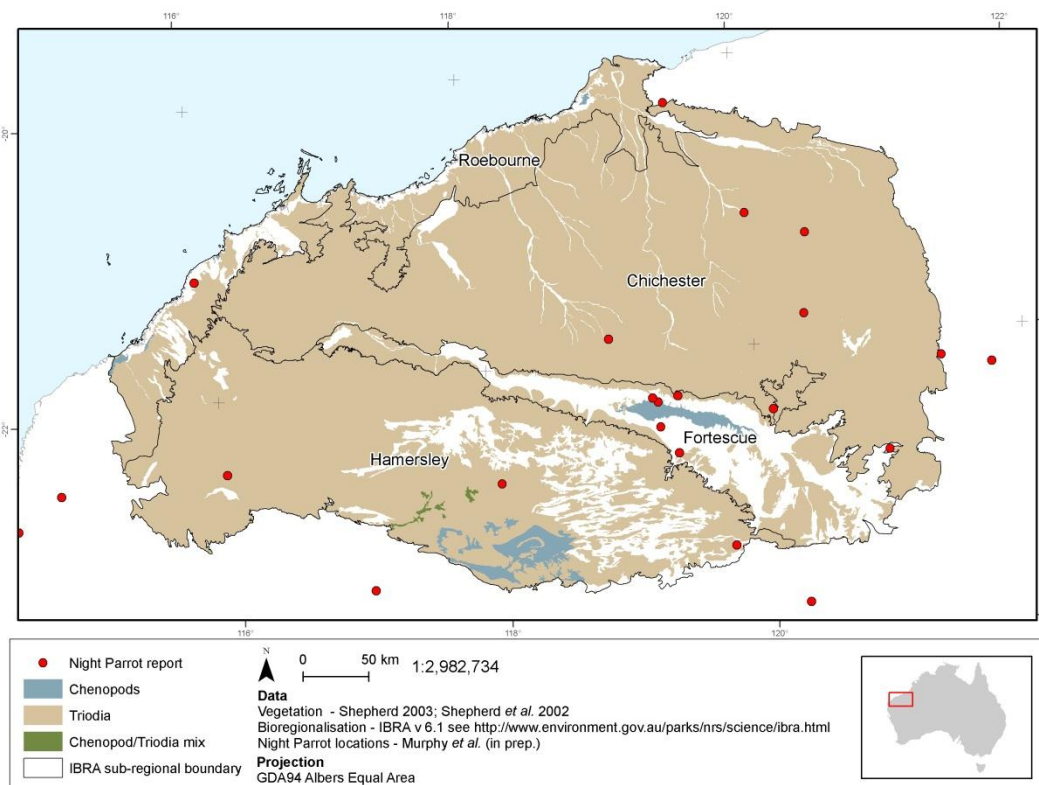 116° 118° 120° 122°
-20°
-22°
Roebourne
Chichester
Fortescue
Hamersley
116° 118° 120°
Night Parrot report
Chenopods
Triodia
Chenopod/Triodia mix
IBRA sub-regional boundary
N
0 50 km 1:2,982,734
Data
Vegetation - Shepherd 2003; Shepherd et al. 2002
Bioregionalisation - IBRA v 6.1 see http://www.environment.gov.au/parks/nrs/science/ibra.html
Night Parrot locations - Murphy et al. (in prep.)
Projection
GDA94 Albers Equal Area